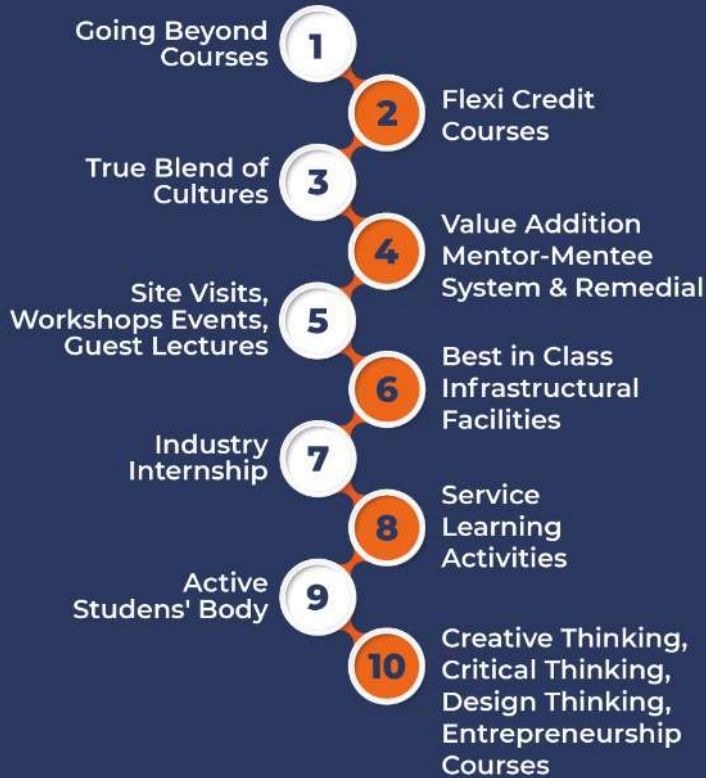 Going Beyond
Courses
1
2
Flexi Credit
Courses
True Blend of
Cultures
3
4
Value Addition
Mentor-Mentee
System & Remedial
Site Visits,
Workshops Events,
Guest Lectures
5
6
Best in Class
Infrastructural
Facilities
Industry
Internship
7
8
Service
Learning
Activities
Active
Studens' Body
9
10
Creative Thinking,
Critical Thinking,
Design Thinking,
Entrepreneurship
Courses